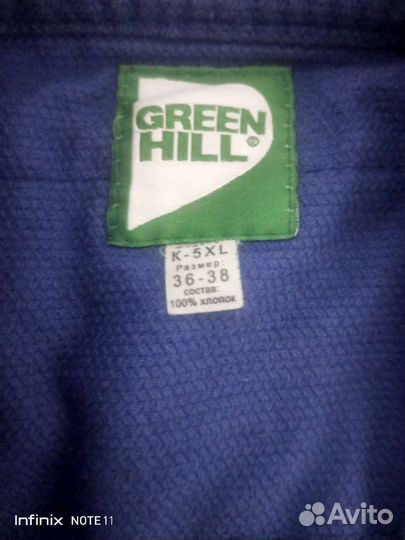 GREEN
HILL®
K-5XL
Размер:
36-38
состав:
100% хлопок
Infinix NOTE 11
Avito